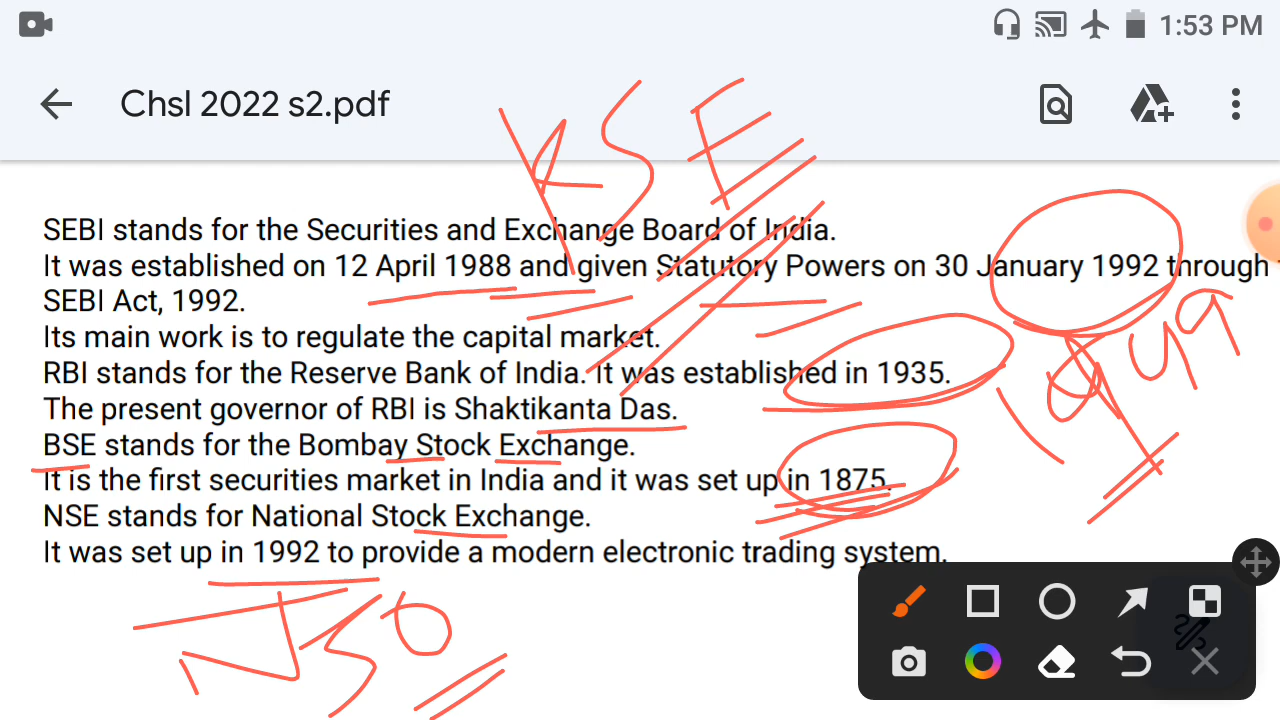 1:53 PM
Chsl 2022 s2.pdf
KSE
SEBI stands for the Securities and Exchange Board of India.
It was established on 12 April 1988 and given Statutory Powers on 30 January 1992 through
SEBI Act, 1992.
Its main work is to regulate the capital market.
RBI stands for the Reserve Bank of India. It was established in 1935.
1949
The present governor of RBI is Shaktikanta Das.
BSE stands for the Bombay Stock Exchange.
It is the first securities market in India and it was set up in 1875.
NSE stands for National Stock Exchange.
It was set up in 1992 to provide a modern electronic trading system.
NSO